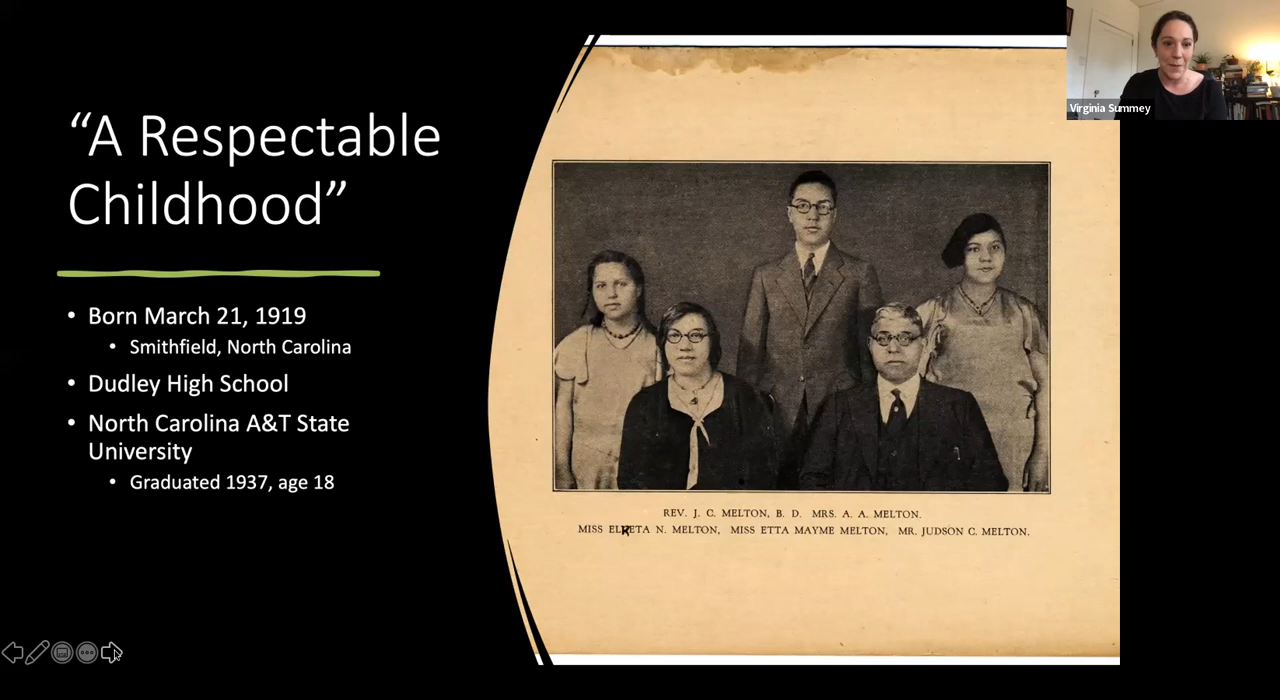 “A Respectable
Childhood”
• Born March 21, 1919
• Smithfield, North Carolina
• Dudley High School
• North Carolina A&T State
University
• Graduated 1937, age 18
REV. J. C. MELTON, B. D. MRS. A. A. MELTON.
MISS ELRETA N. MELTON, MISS ETTA MAYME MELTON, MR. JUDSON C. MELTON.
Virginia Summey